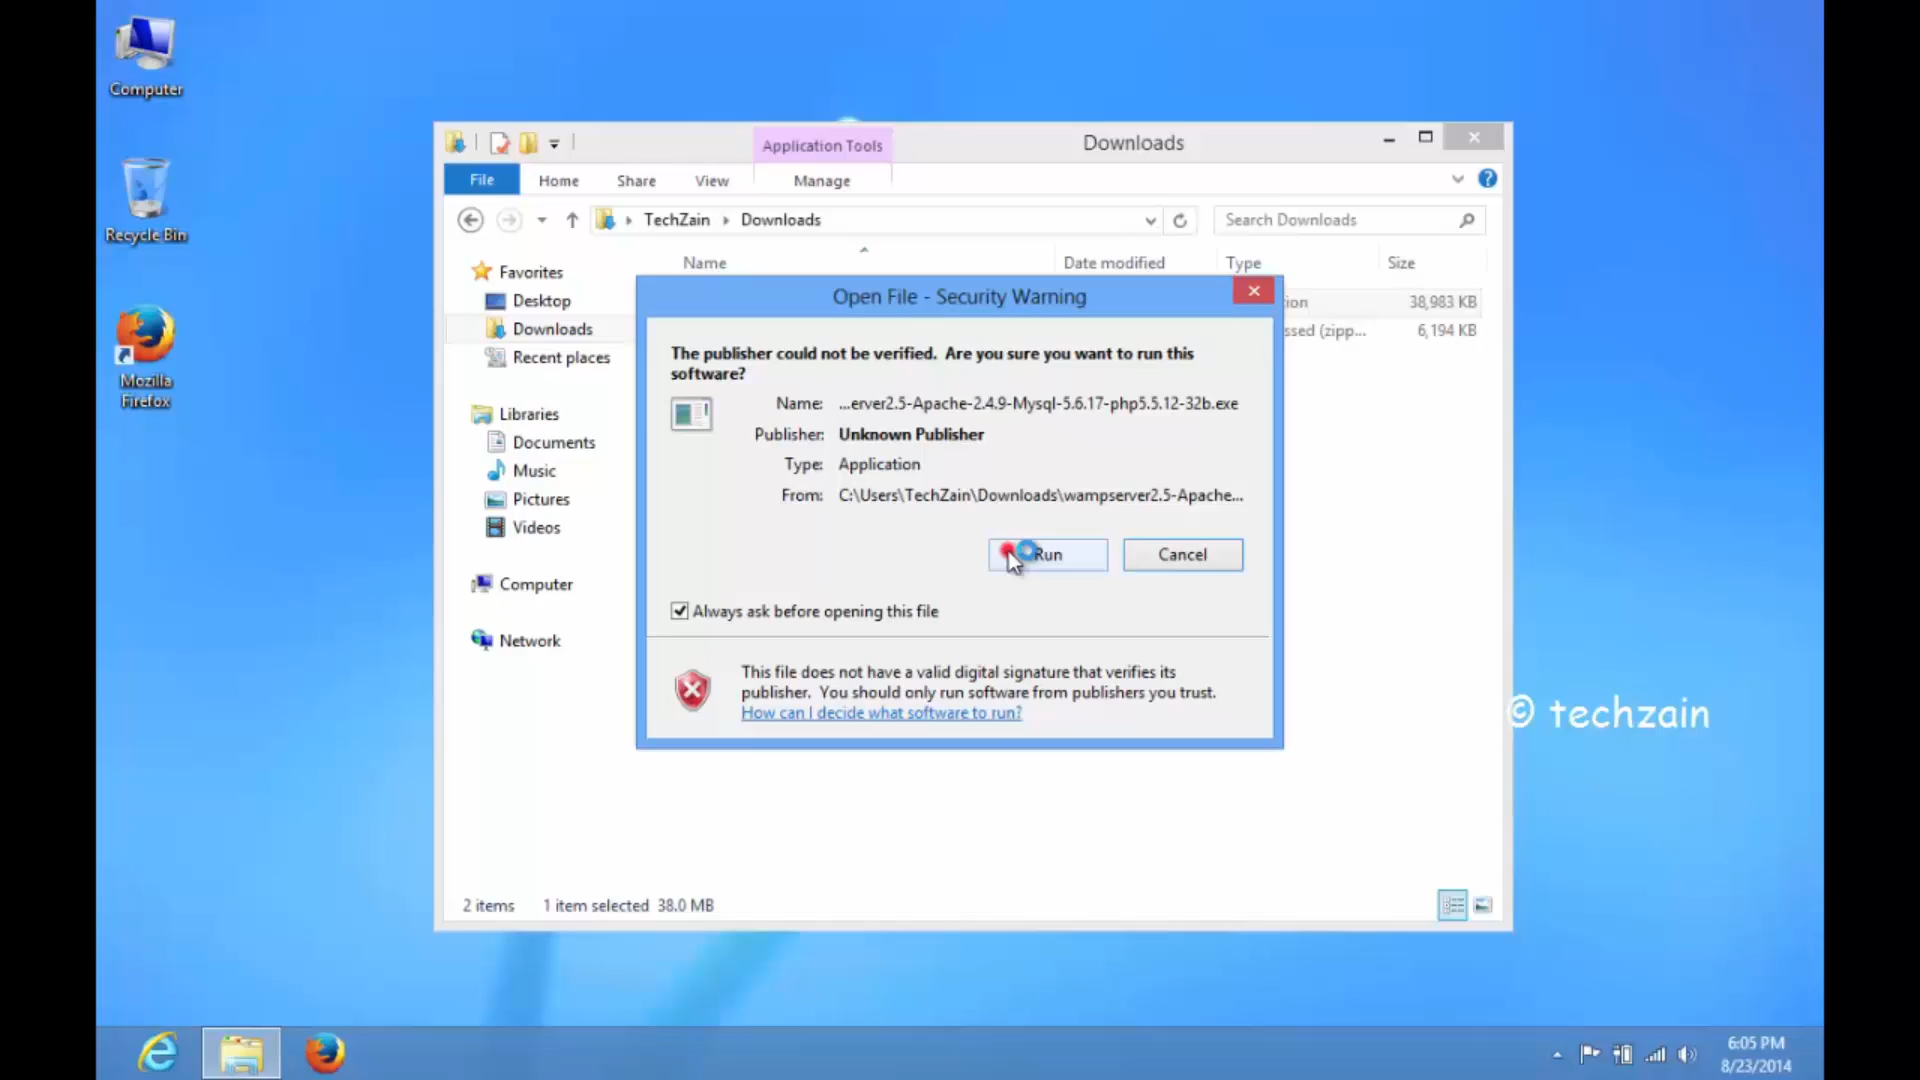 Computer
Recycle Bin
Mozilla
Firefox
Application Tools
Downloads
File
Home
Share
View
Manage
TechZain
Downloads
Search Downloads
Name
Date modified
Type
Size
Favorites
Desktop
Downloads
Recent places
Libraries
Documents
Music
Pictures
Videos
Computer
Network
38,983 KB
ssed (zipp...
6,194 KB
Open File - Security Warning
The publisher could not be verified. Are you sure you want to run this
software?
Name: ...erver2.5-Apache-2.4.9-Mysql-5.6.17-php5.5.12-32b.exe
Publisher: Unknown Publisher
Type: Application
From: C:\Users\TechZain\Downloads\wampserver2.5-Apache...
Run
Cancel
Always ask before opening this file
This file does not have a valid digital signature that verifies its
publisher. You should only run software from publishers you trust.
How can I decide what software to run?
© techzain
2 items
1 item selected 38.0 MB
6:05 PM
8/23/2014